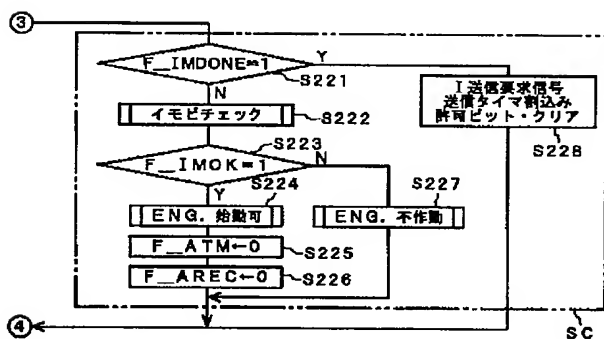 ③
F_IMDONE=1
Y
S221
N
I送信要求信号
送信タイマ割込み
許可ビット・クリア
S228
イモビチェック
S222
S223
F_IMOK=1
N
Y
S224
S227
ENG. 始動可
ENG. 不作動
F_ATM←0
S225
F_AREC←0
S226
④
SC